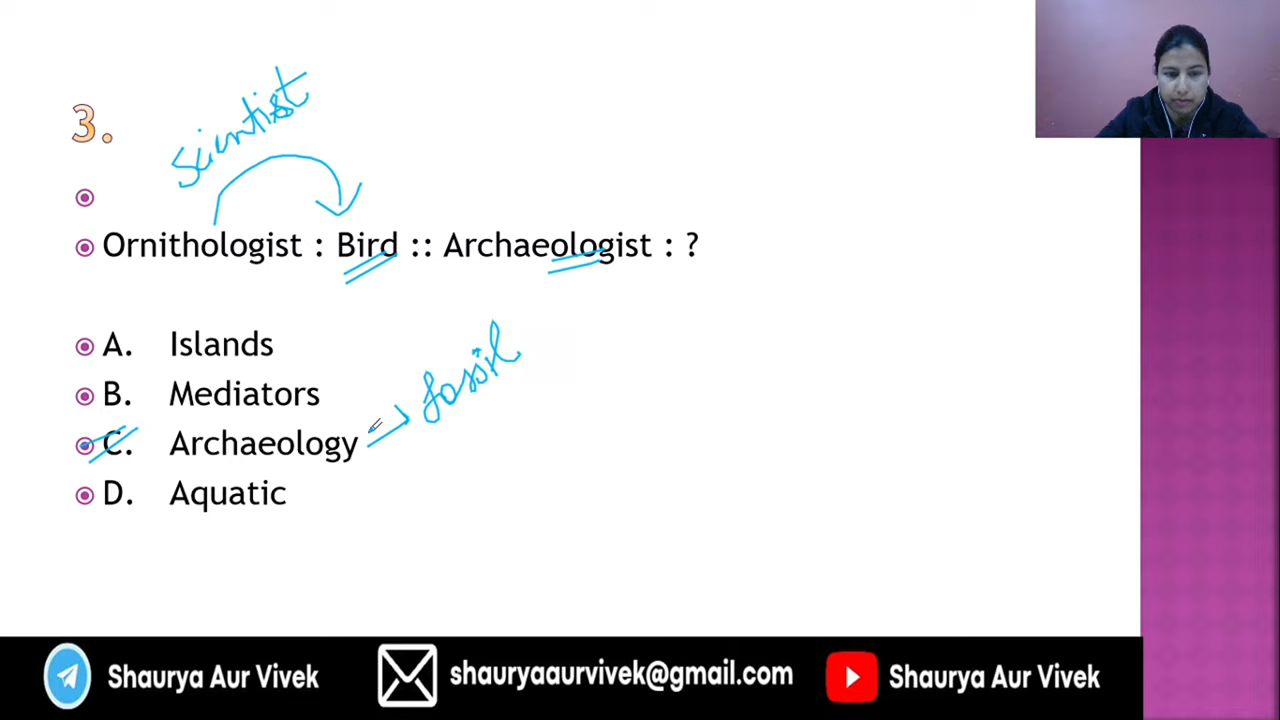 scientist
3.
Ornithologist : Bird :: Archaeologist : ?
A. Islands
B. Mediators
fossil
C. Archaeology
D. Aquatic
Shaurya Aur Vivek
shauryaaurvivek@gmail.com
Shaurya Aur Vivek